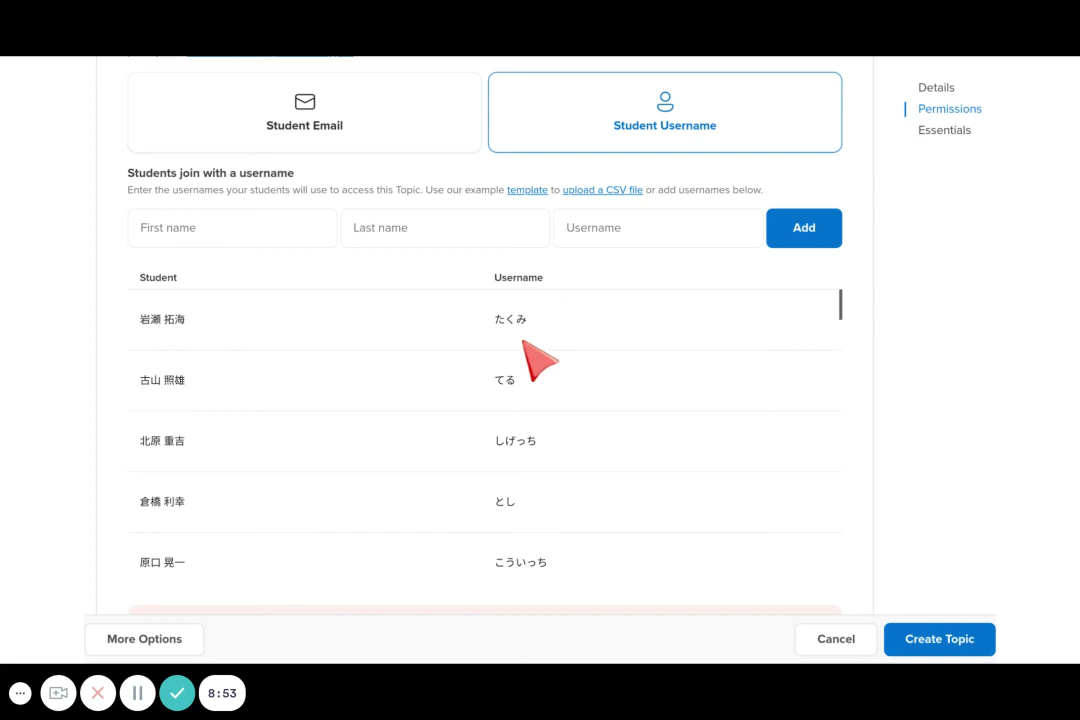 Details
Permissions
Essentials
Student Email
Student Username
Students join with a username
Enter the usernames your students will use to access this Topic. Use our example template to upload a CSV file or add usernames below.
First name Last name Username Add
Student Username
岩瀬 拓海 たくみ
古山 照雄 てる
北原 重吉 しげっち
倉橋 利幸 とし
原口 晃一 こういっち
More Options Cancel Create Topic
8:53